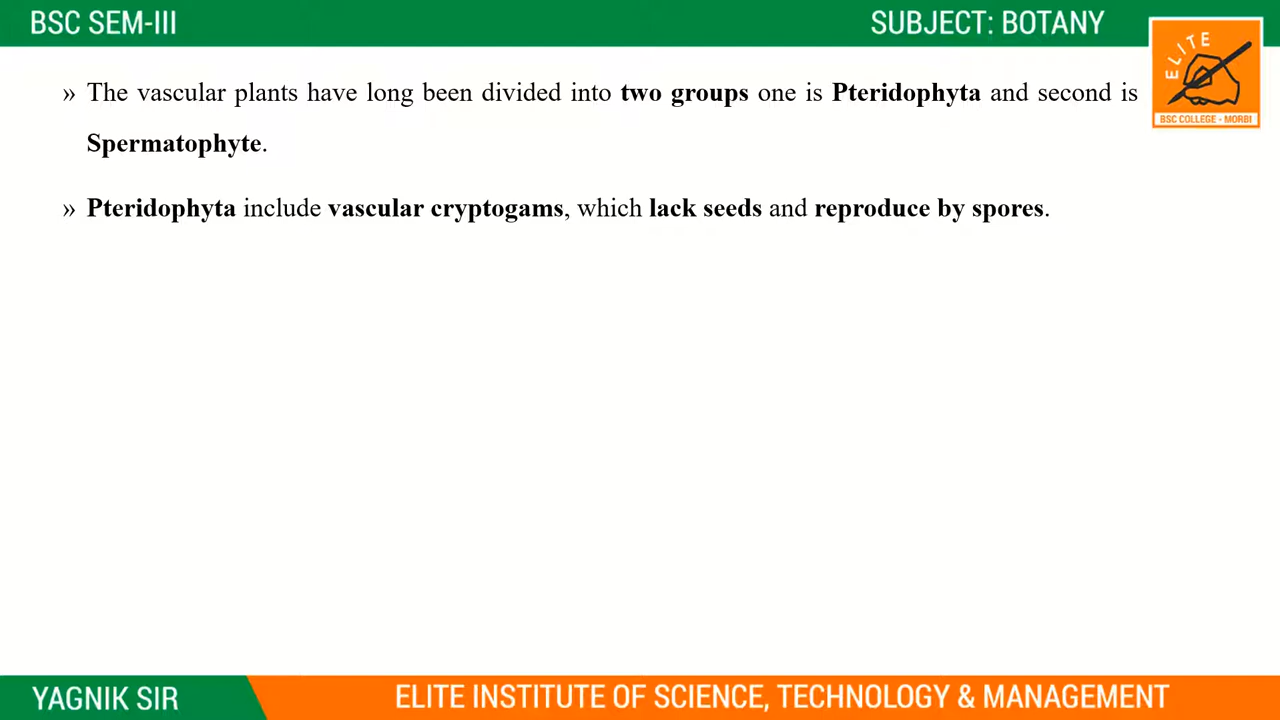 BSC SEM-III
SUBJECT: BOTANY
ELITE
BSC COLLEGE - MORBI
» The vascular plants have long been divided into two groups one is Pteridophyta and second is
Spermatophyte.
» Pteridophyta include vascular cryptogams, which lack seeds and reproduce by spores.
YAGNIK SIR
ELITE INSTITUTE OF SCIENCE, TECHNOLOGY & MANAGEMENT